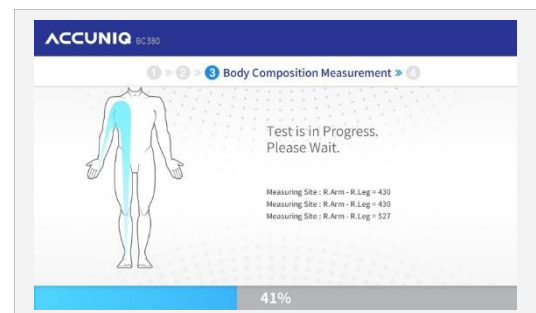 ACCUNIQ BC380
1 » 2 » 3 Body Composition Measurement » 4
Test is in Progress.
Please Wait.
Measuring Site : R.Arm - R.Leg = 430
Measuring Site : R.Arm - R.Leg = 430
Measuring Site : R.Arm - R.Leg = 527
41%